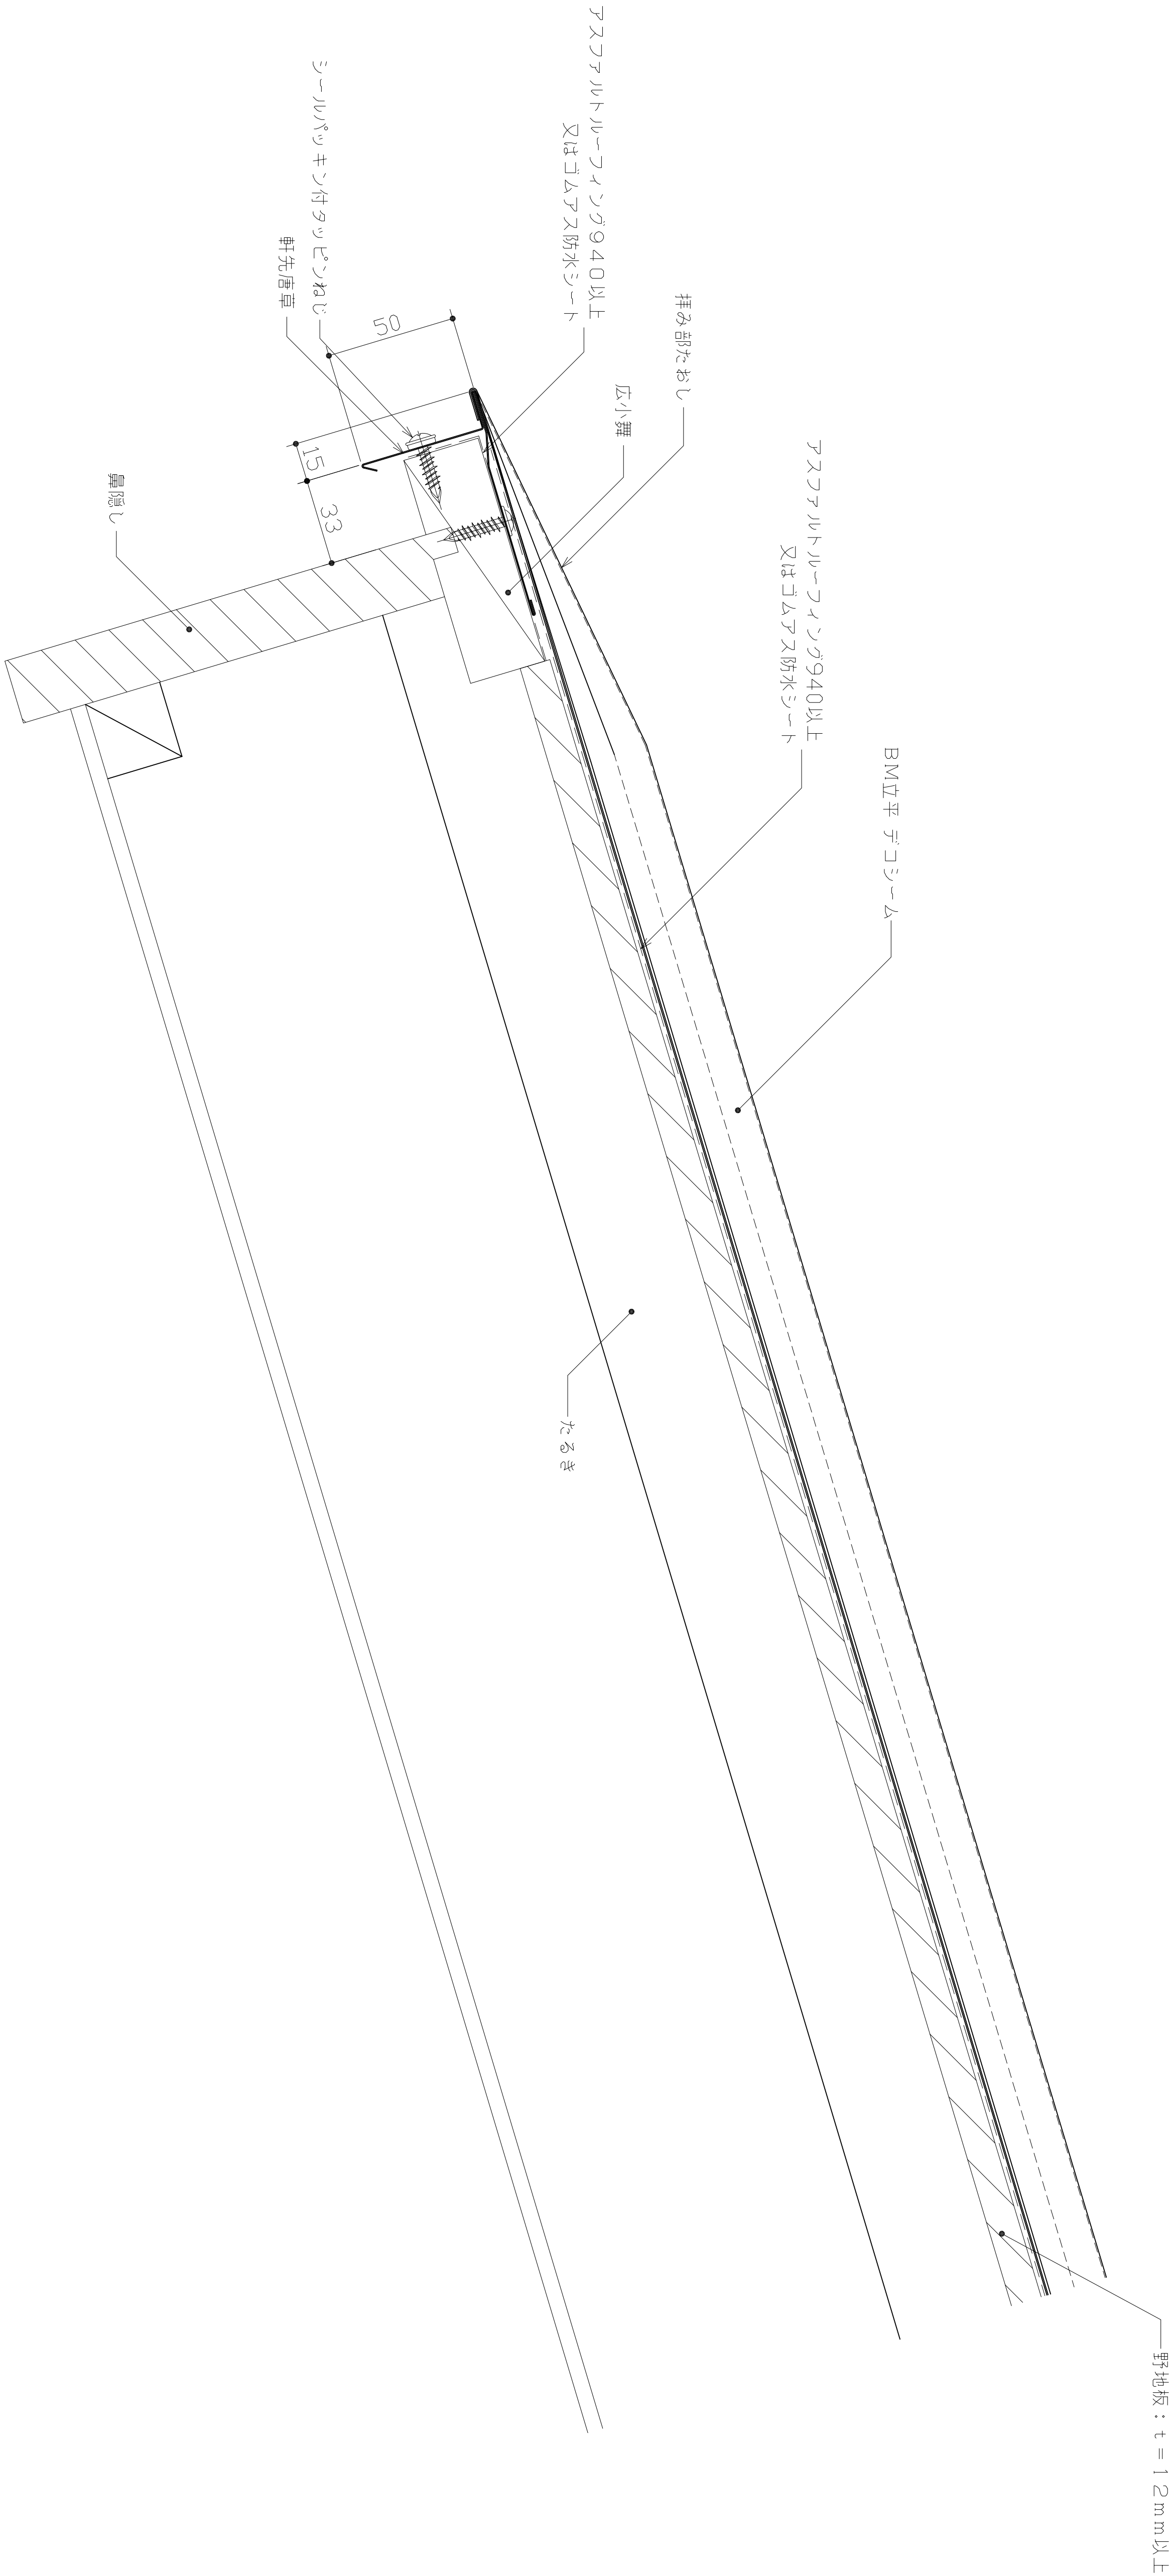 野地板：ｔ＝１２ｍｍ以上
BM立平 デコシーム
アスファルトルーフィング940以上
又はゴムアス防水シート
拝み部たおし
広小舞
アスファルトルーフィング９４０以上
又はゴムアス防水シート
シールパッキン付タッピンねじ
軒先唐草
50
15
33
たるき
鼻隠し